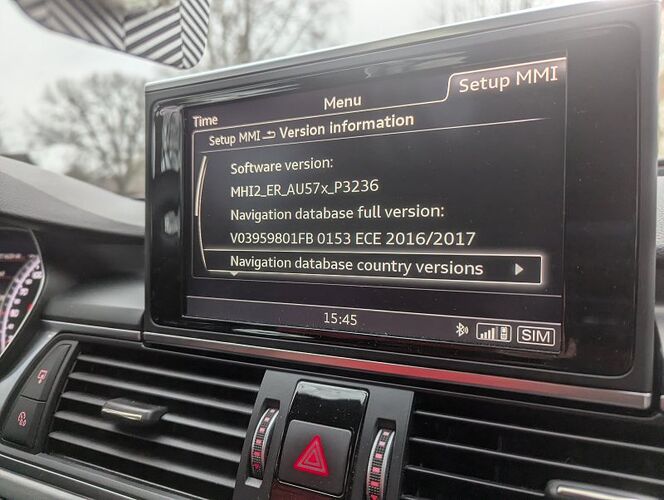 Menu
Setup MMI
Time
Setup MMI Version information
Software version:
MHI2_ER_AU57x_P3236
Navigation database full version:
V03959801FB 0153 ECE 2016/2017
Navigation database country versions
15:45
SIM